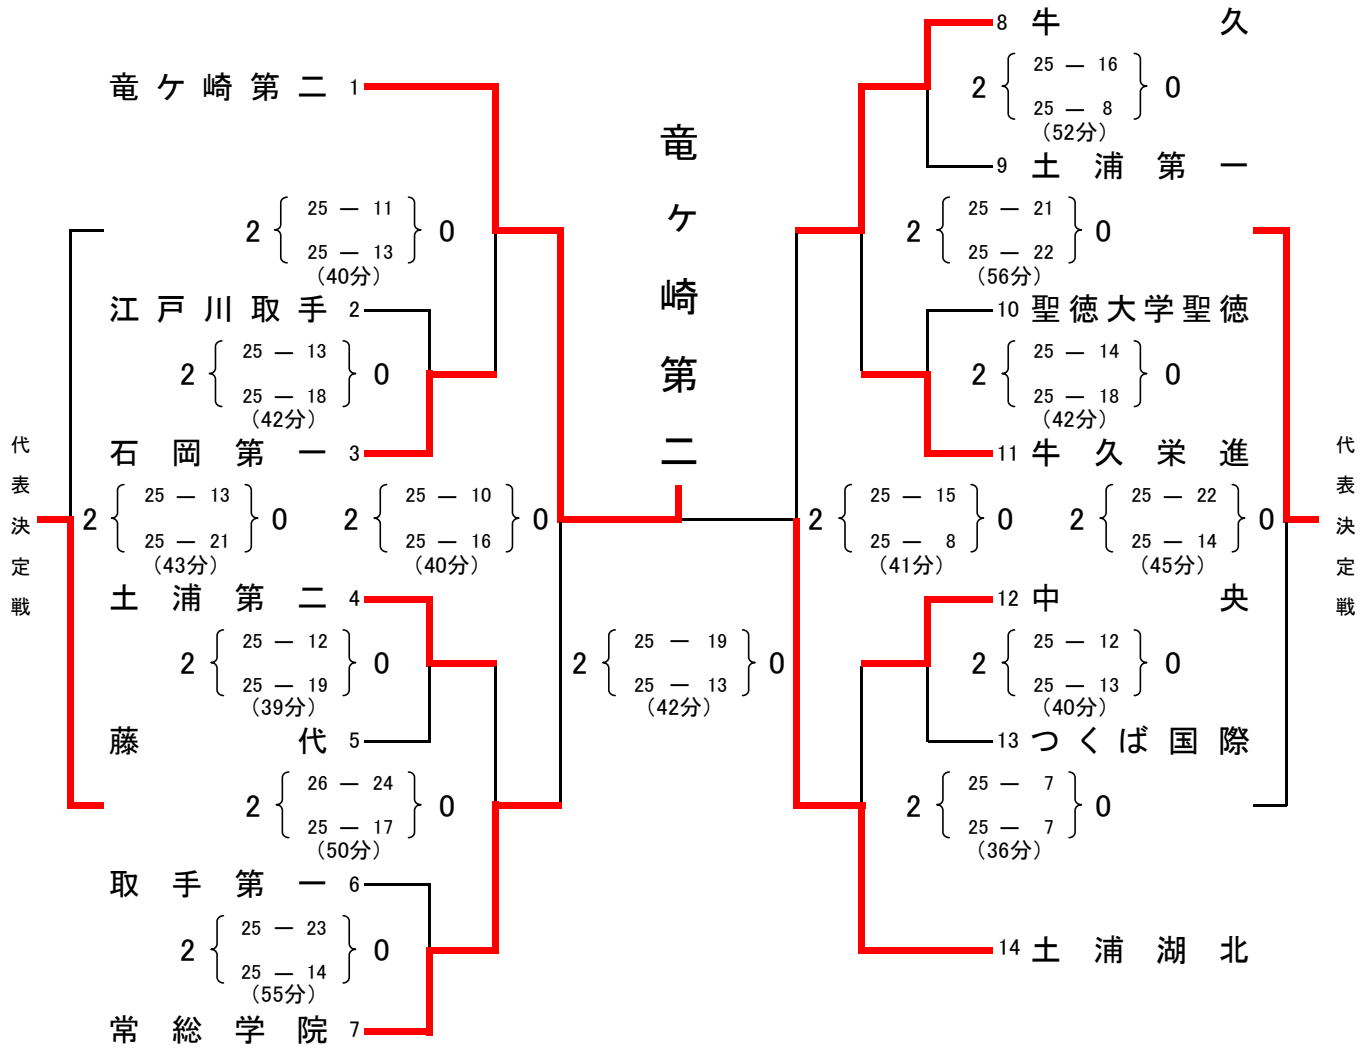 竜ケ崎第二 1
2 25 — 11 0
25 — 13
(40分)
江戸川取手 2
2 25 — 13 0
25 — 18
(42分)
石岡第一 3
代表決定戦
2 25 — 13 0
25 — 21
(43分)
2 25 — 10 0
25 — 16
(40分)
土浦第二 4
2 25 — 12 0
25 — 19
(39分)
藤代 5
2 26 — 24 0
25 — 17
(50分)
取手第一 6
2 25 — 23 0
25 — 14
(55分)
常総学院 7
竜ヶ崎第二
2 25 — 19 0
25 — 13
(42分)
8 牛久
2 25 — 16 0
25 — 8
(52分)
9 土浦第一
2 25 — 21 0
25 — 22
(56分)
10 聖徳大学聖徳
2 25 — 14 0
25 — 18
(42分)
11 牛久栄進
2 25 — 15 0
25 — 8
(41分)
2 25 — 22 0
25 — 14
(45分)
代表決定戦
12 中央
2 25 — 12 0
25 — 13
(40分)
13 つくば国際
2 25 — 7 0
25 — 7
(36分)
14 土浦湖北